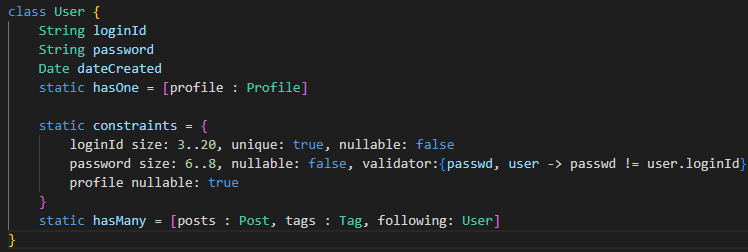 class User {
    String loginId
    String password
    Date dateCreated
    static hasOne = [profile : Profile]

    static constraints = {
        loginId size: 3..20, unique: true, nullable: false
        password size: 6..8, nullable: false, validator:{passwd, user -> passwd != user.loginId}
        profile nullable: true
    }
    static hasMany = [posts : Post, tags : Tag, following: User]
}